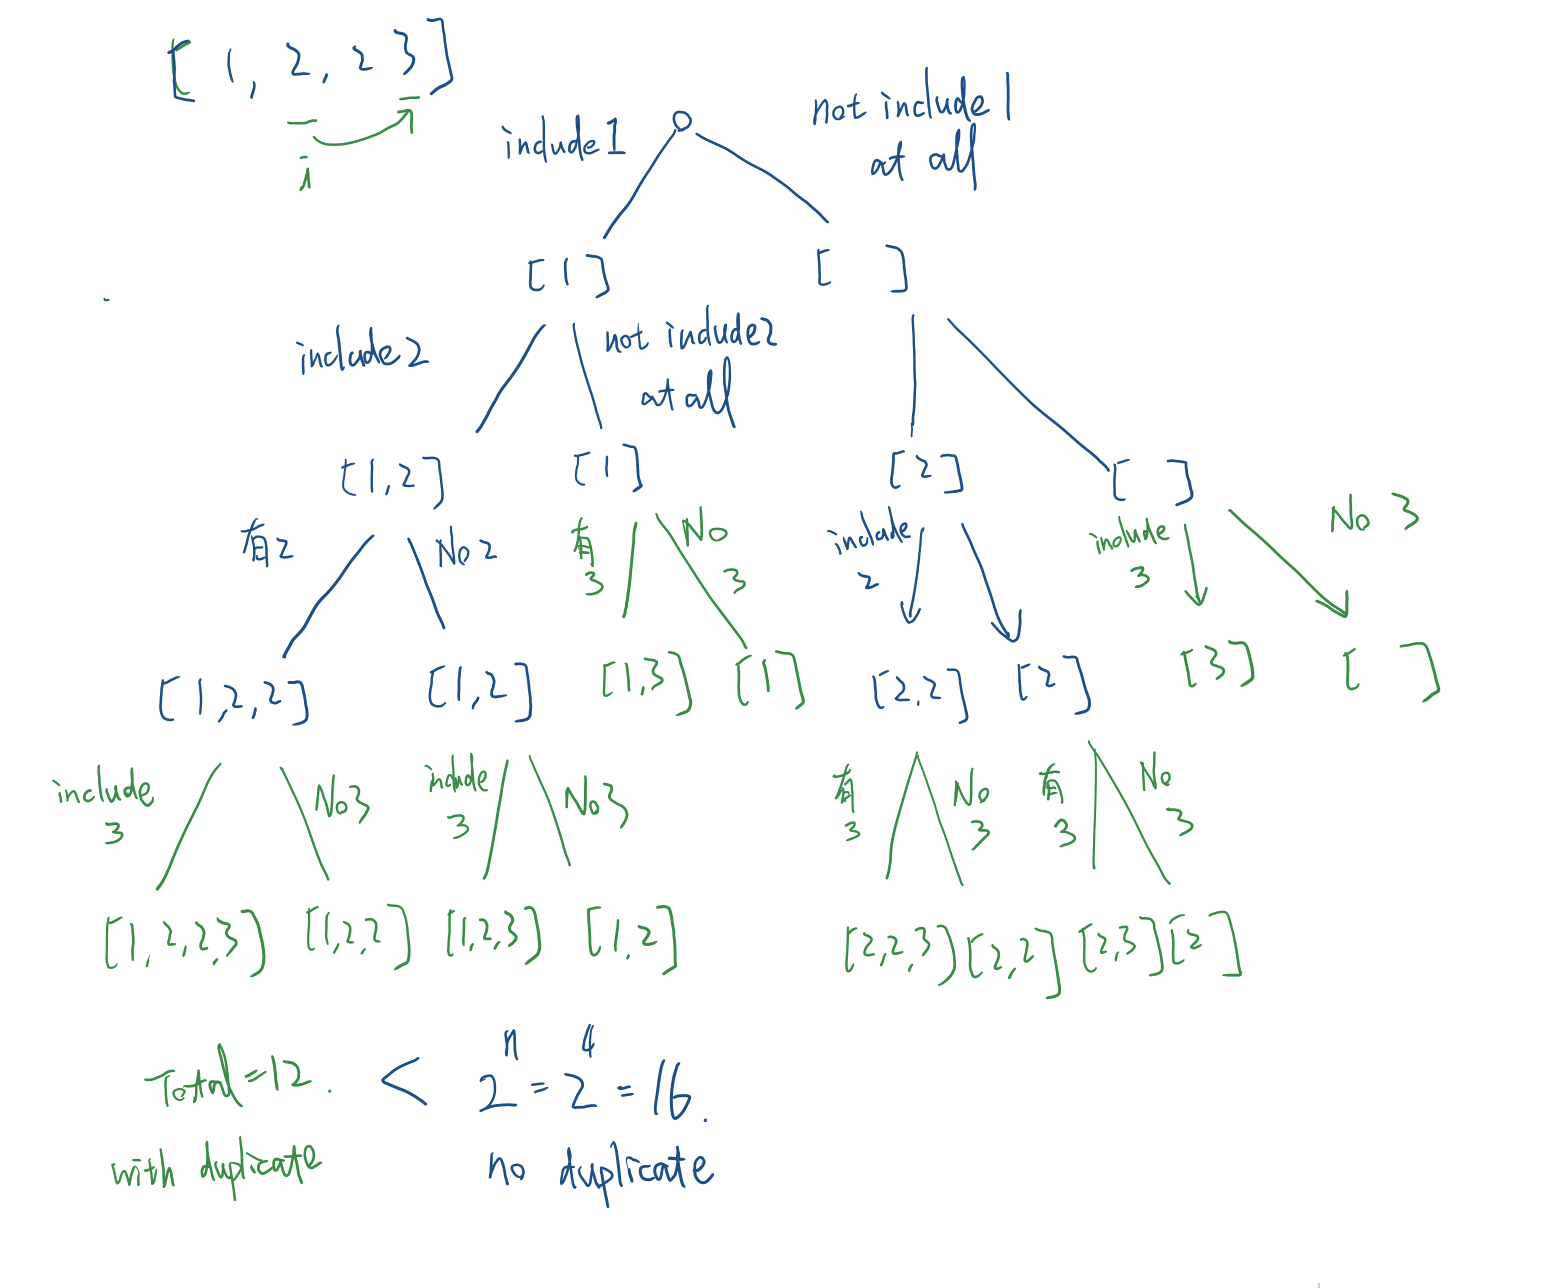 [ 1, 2, 2 3 ]
i
include 1
not include 1
at all
[ 1 ]
[ ]
include 2
not include 2
at all
[1,2]
[ 1 ]
[ 2 ]
[ ]
有2
No 2
有
3
No
3
include
2
include
3
No 3
[1,2,2]
[1,2]
[1,3]
[1]
[2,2]
[2]
[3]
[ ]
include
3
No3
include
3
No3
有
3
No
3
有
3
No
3
[1,2,2,3]
[1,2,2]
[1,2,3]
[1,2]
[2,2,3]
[2,2]
[2,3]
[2]
Total=12. < 2^n = 2^4 = 16.
with duplicate
no duplicate